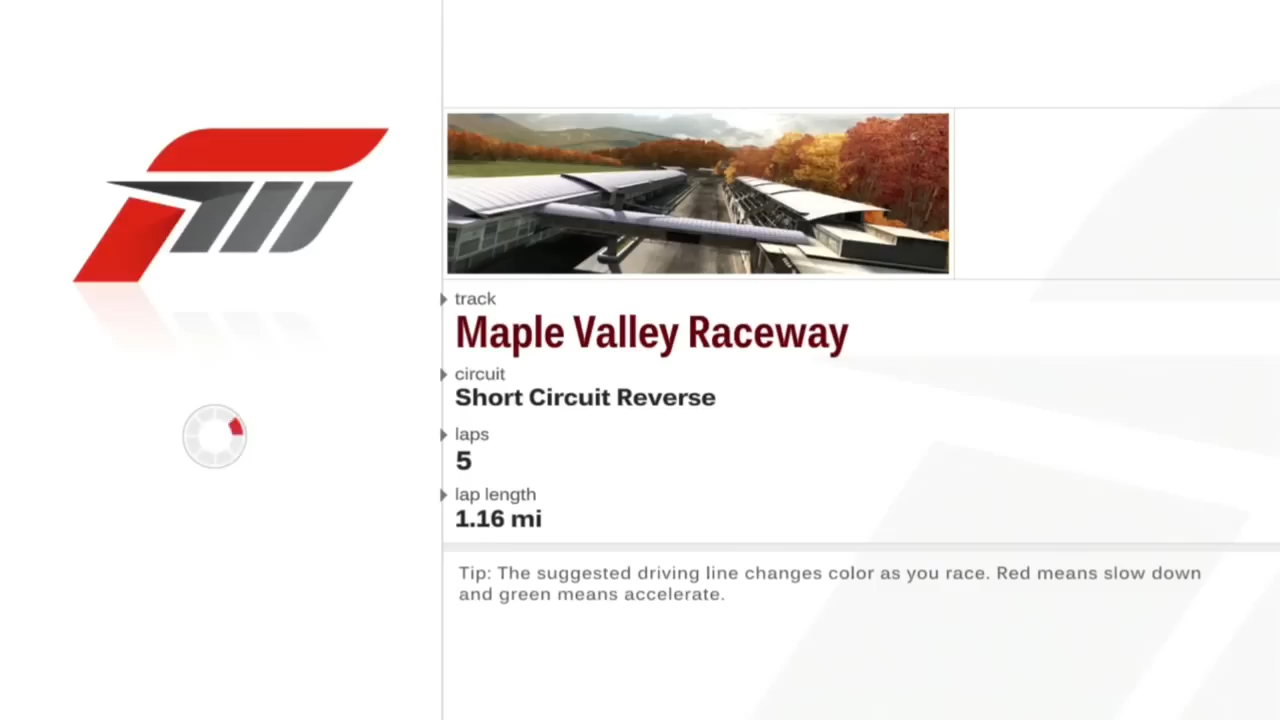 track
Maple Valley Raceway
circuit
Short Circuit Reverse
laps
5
lap length
1.16 mi
Tip: The suggested driving line changes color as you race. Red means slow down
and green means accelerate.